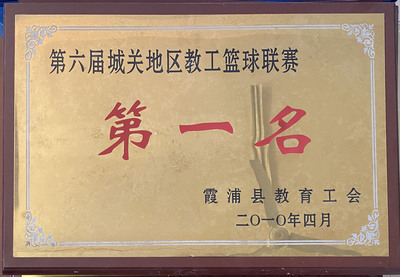 第六届城关地区教工篮球联赛
第一名
霞浦县教育工会
二〇一〇年四月